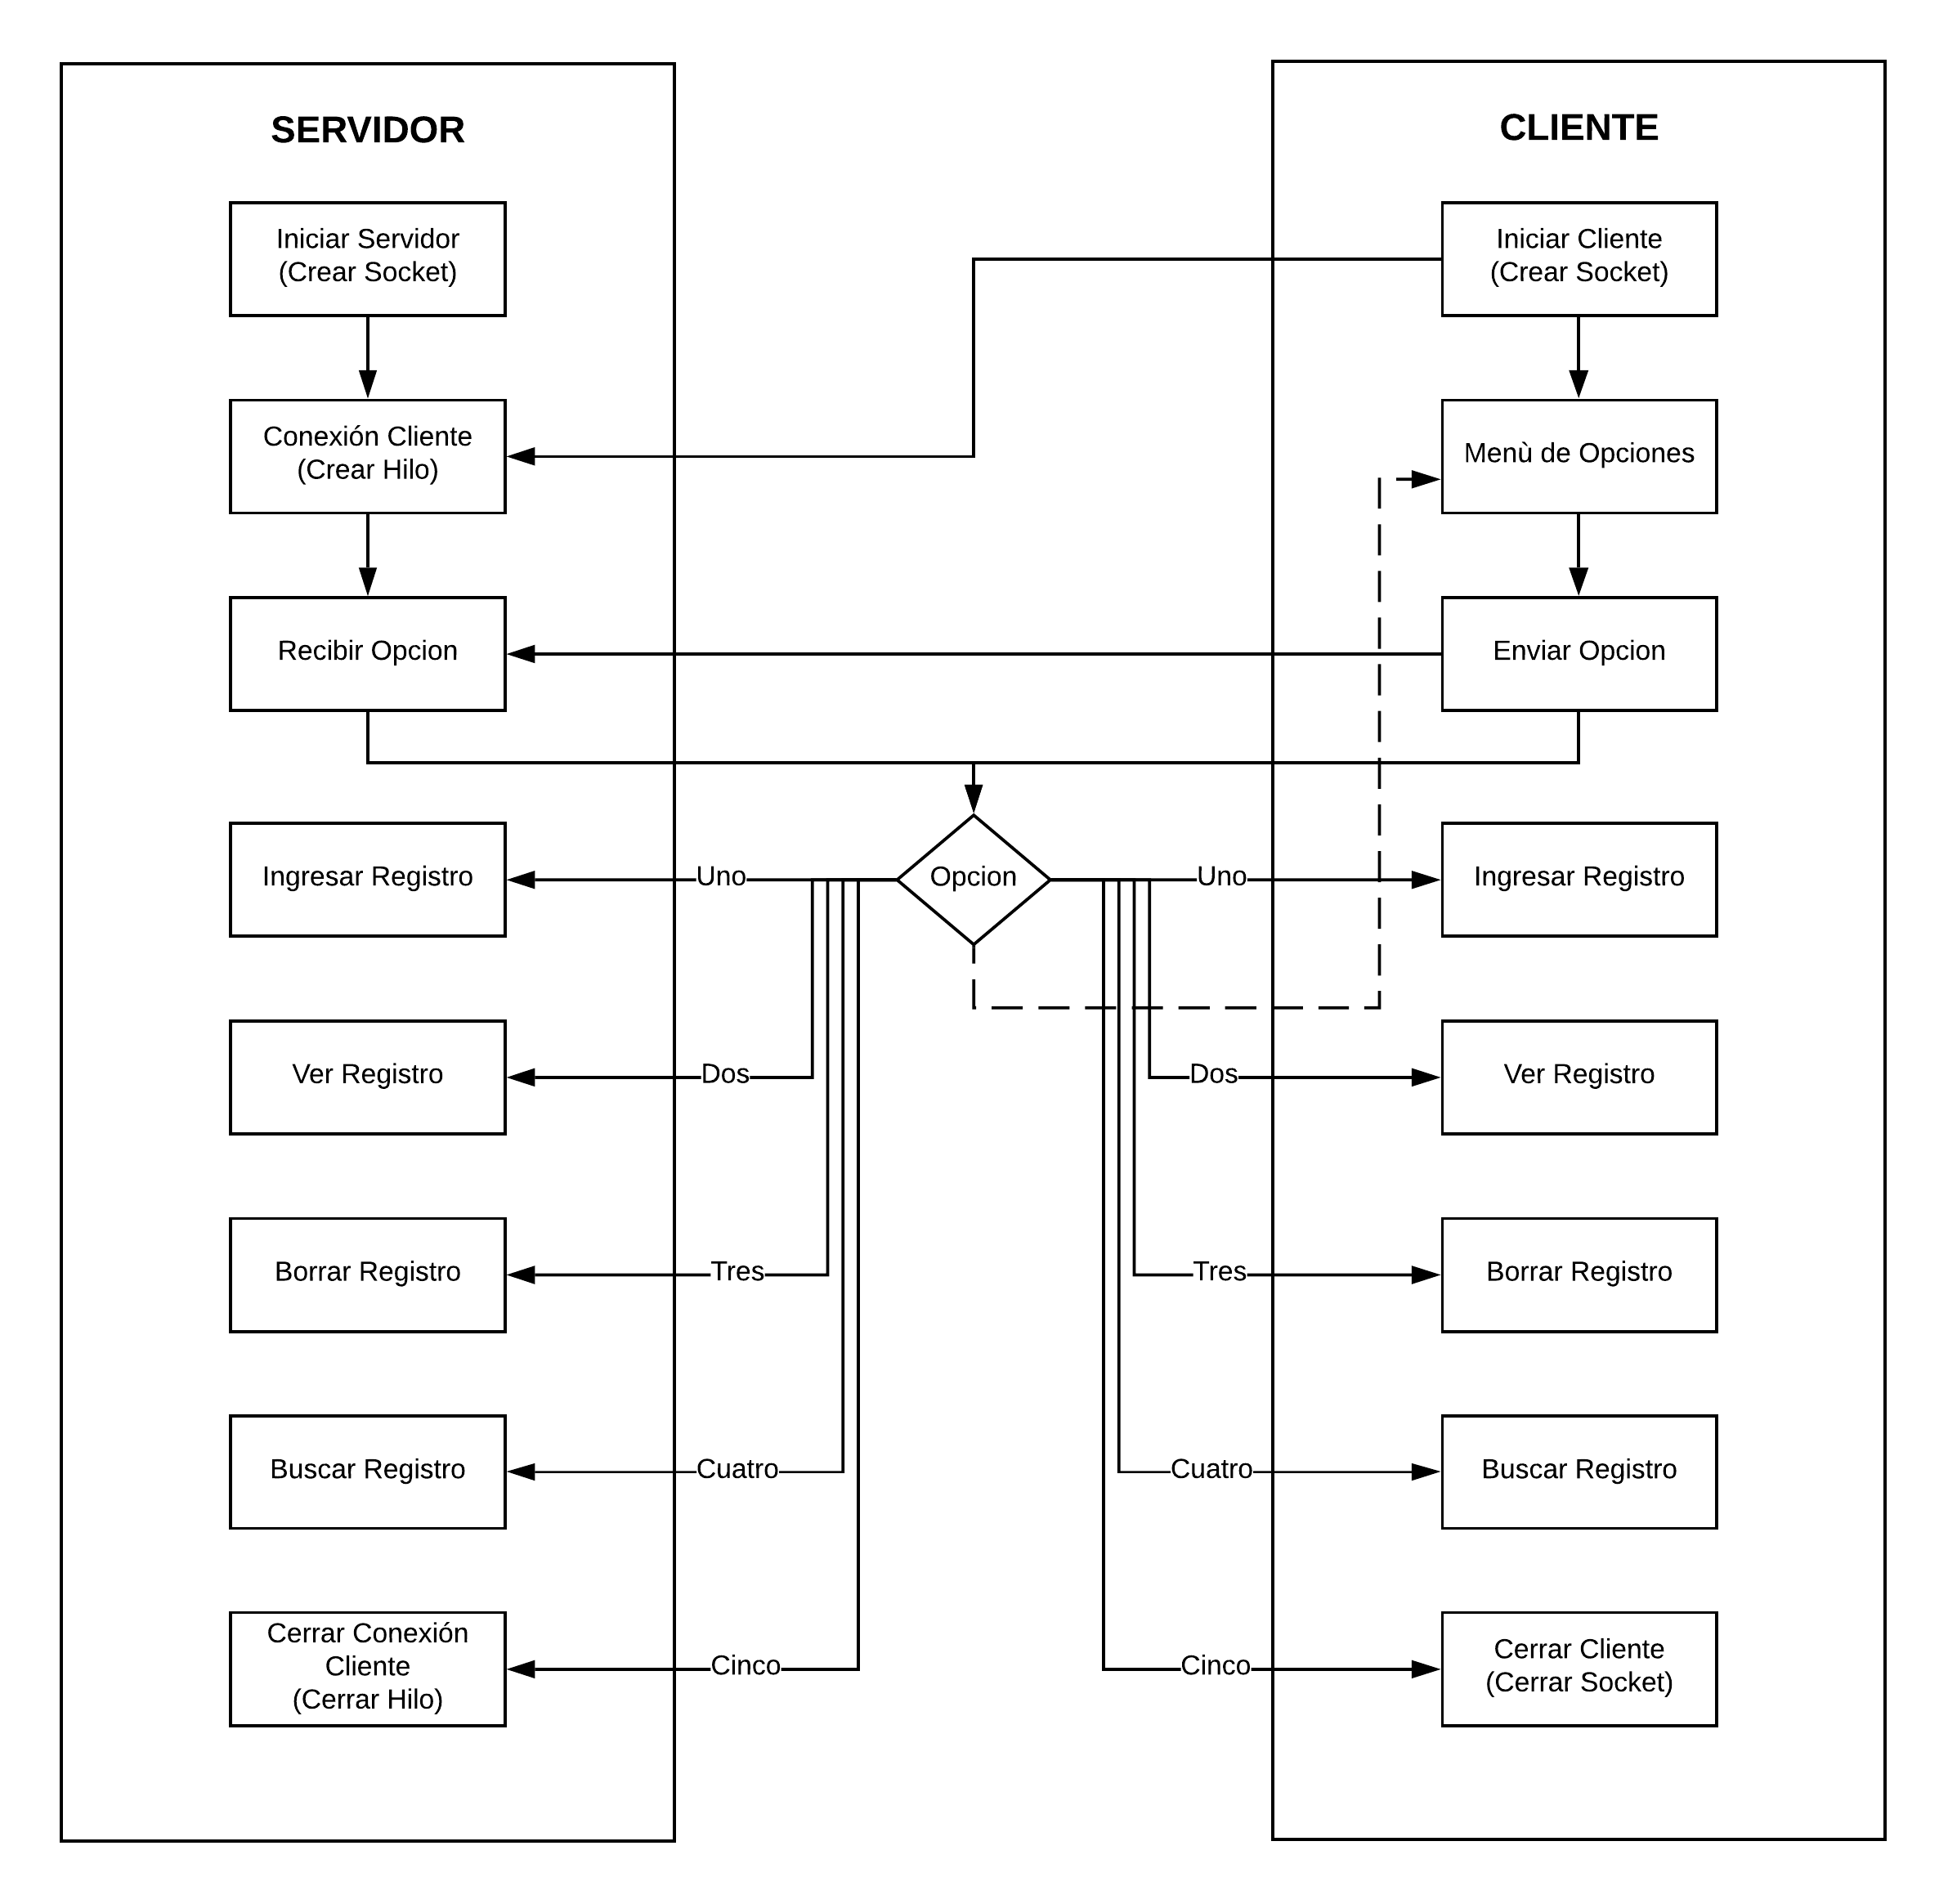 SERVIDOR
CLIENTE
Iniciar Servidor
(Crear Socket)
Iniciar Cliente
(Crear Socket)
Conexión Cliente
(Crear Hilo)
Menù de Opciones
Recibir Opcion
Enviar Opcion
Ingresar Registro
Uno
Opcion
Uno
Ingresar Registro
Ver Registro
Dos
Dos
Ver Registro
Borrar Registro
Tres
Tres
Borrar Registro
Buscar Registro
Cuatro
Cuatro
Buscar Registro
Cerrar Conexión
Cliente
(Cerrar Hilo)
Cinco
Cinco
Cerrar Cliente
(Cerrar Socket)